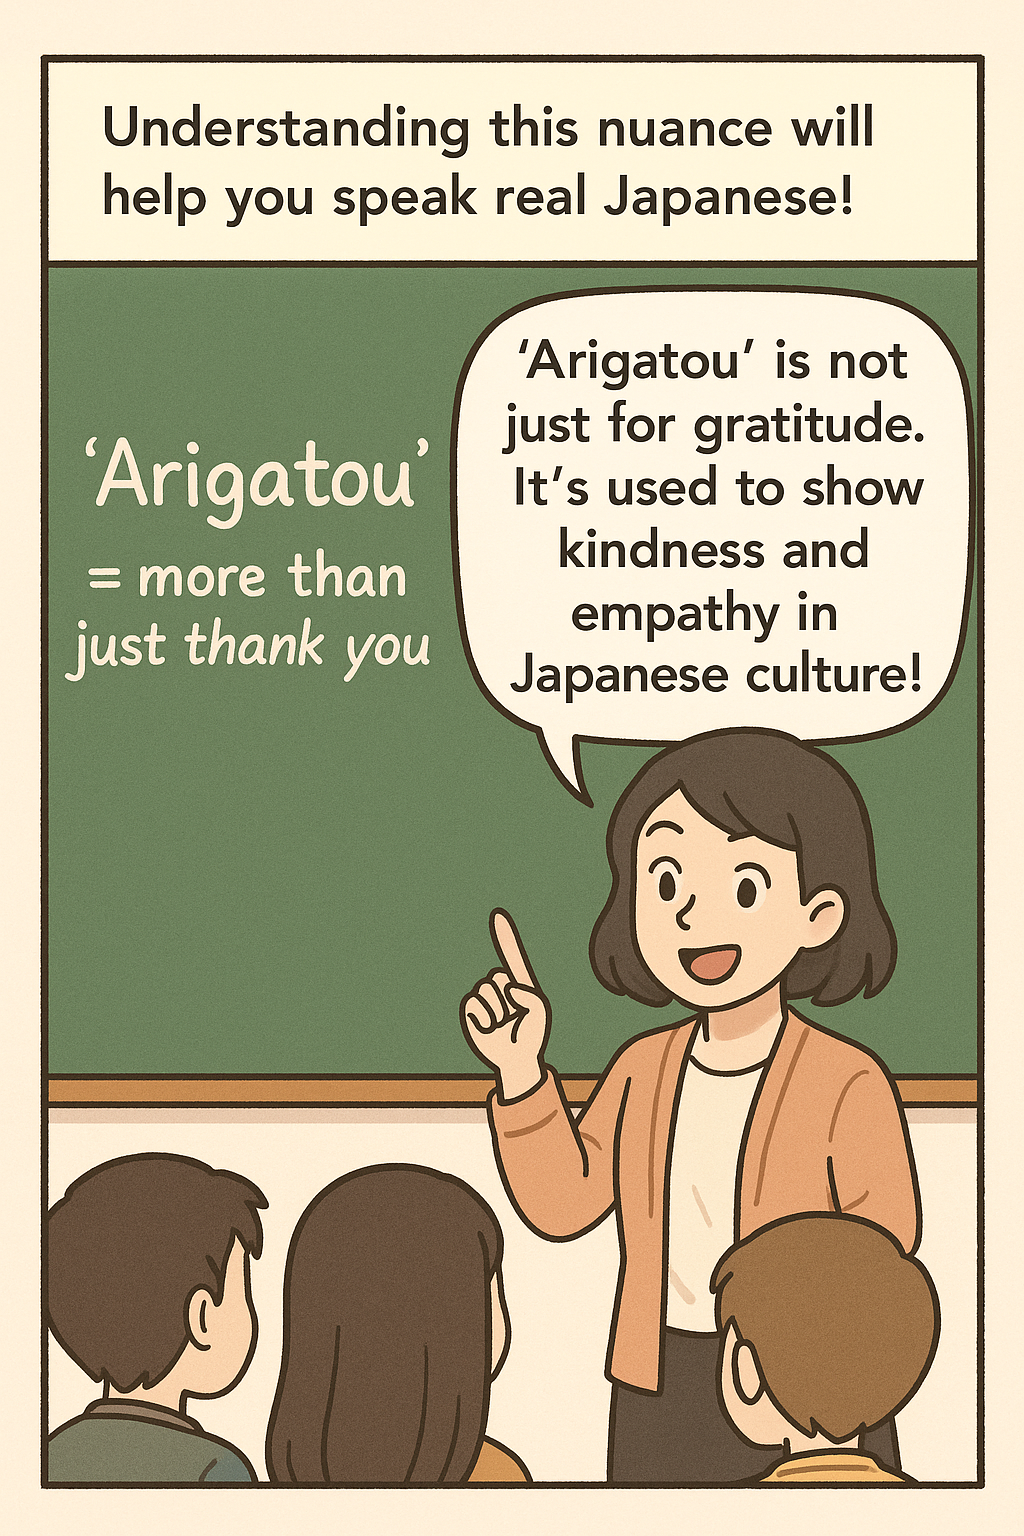 Understanding this nuance will
help you speak real Japanese!
‘Arigatou’
= more than
just thank you
‘Arigatou’ is not
just for gratitude.
It’s used to show
kindness and
empathy in
Japanese culture!